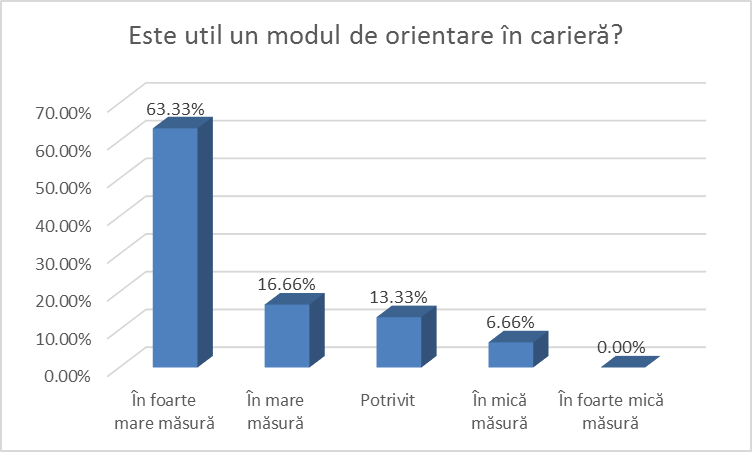 Este util un modul de orientare în carieră?
70.00%
60.00%
50.00%
40.00%
30.00%
20.00%
10.00%
0.00%
63.33%
16.66%
13.33%
6.66%
0.00%
În foarte
mare măsură
În mare
măsură
Potrivit
În mică
măsură
În foarte mică
măsură